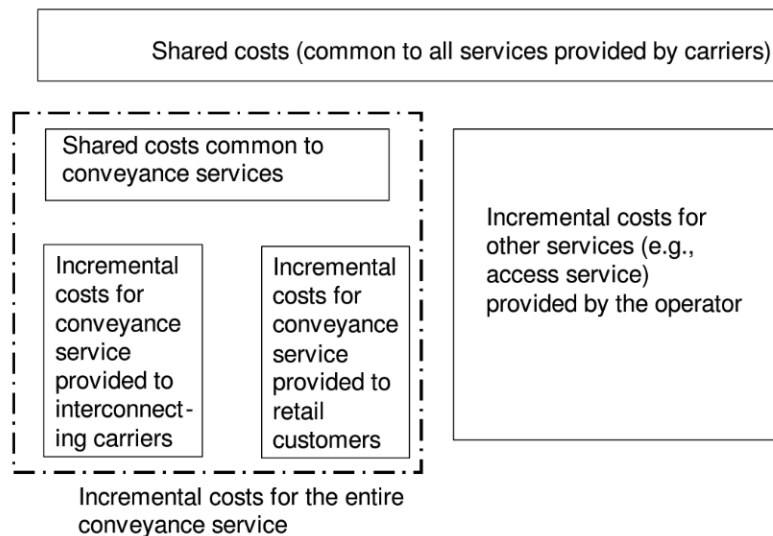 Shared costs (common to all services provided by carriers)
Shared costs common to
conveyance services
Incremental
costs for
conveyance
service
provided to
interconnect-
ing carriers
Incremental
costs for
conveyance
service
provided to
retail
customers
Incremental costs for
other services (e.g.,
access service)
provided by the operator
Incremental costs for the entire
conveyance service